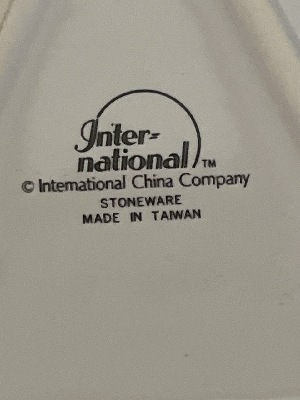 Inter-
national TM
© International China Company
STONEWARE
MADE IN TAIWAN